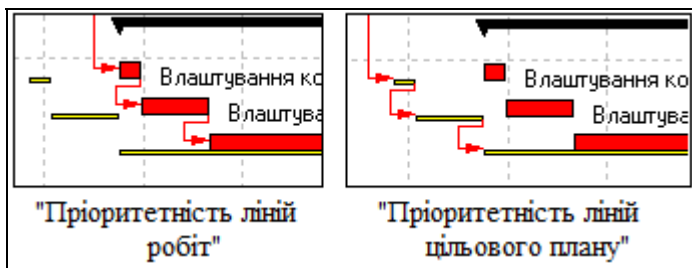 Влаштування ко
Влаштува
"Пріоритетність ліній
робіт"
Влаштування ко
Влаштува
"Пріоритетність ліній
цільового плану"